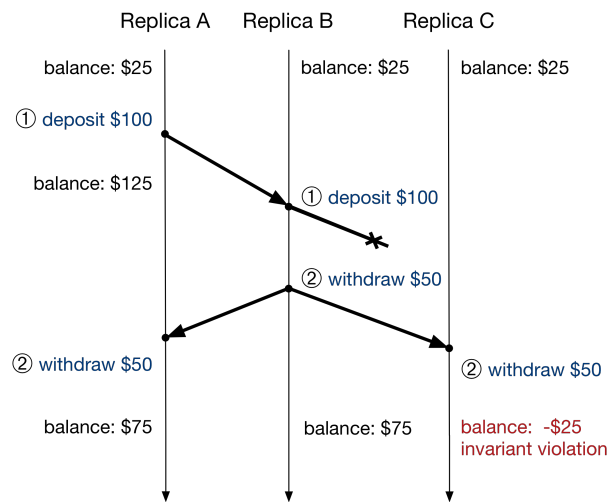 Replica A Replica B Replica C
balance: $25 balance: $25 balance: $25
① deposit $100
balance: $125
① deposit $100
② withdraw $50
② withdraw $50
② withdraw $50
balance: $75 balance: $75 balance: -$25
invariant violation